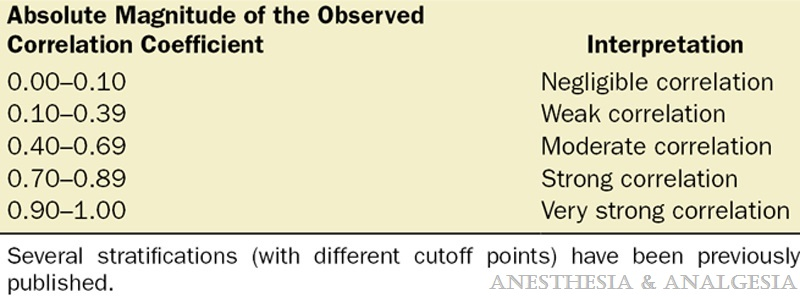 Absolute Magnitude of the Observed
Correlation Coefficient Interpretation
0.00–0.10 Negligible correlation
0.10–0.39 Weak correlation
0.40–0.69 Moderate correlation
0.70–0.89 Strong correlation
0.90–1.00 Very strong correlation
Several stratifications (with different cutoff points) have been previously
published.
ANESTHESIA & ANALGESIA